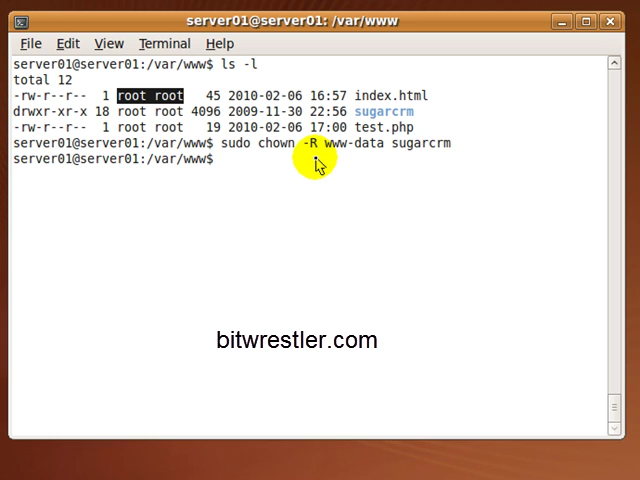 server01@server01: /var/www
File Edit View Terminal Help
server01@server01:/var/www$ ls -l
total 12
-rw-r--r-- 1 root root 45 2010-02-06 16:57 index.html
drwxr-xr-x 18 root root 4096 2009-11-30 22:56 sugarcrm
-rw-r--r-- 1 root root 19 2010-02-06 17:00 test.php
server01@server01:/var/www$ sudo chown -R www-data sugarcrm
server01@server01:/var/www$
bitwrestler.com